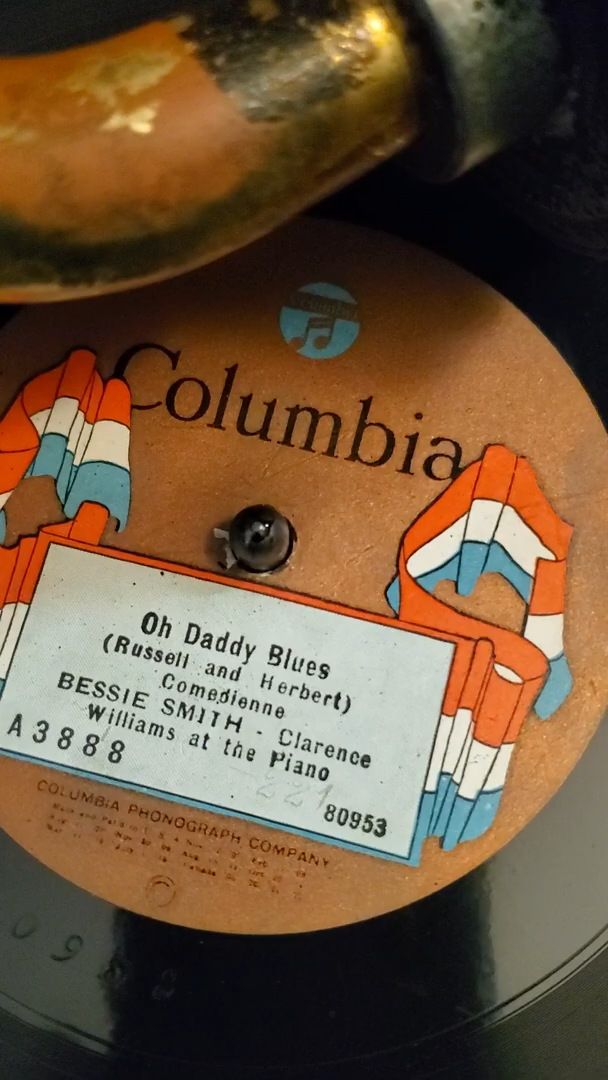 Columbia
Columbia
Oh Daddy Blues
(Russell and Herbert)
Comedienne
BESSIE SMITH - Clarence
Williams at the Piano
A3888
80953
COLUMBIA PHONOGRAPH COMPANY